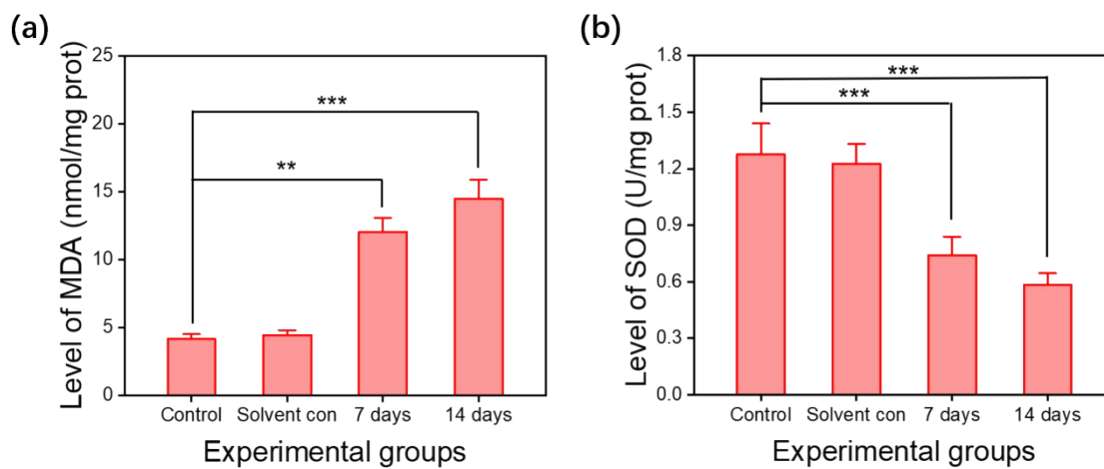 (a)
Level of MDA (nmol/mg prot)
25
20
15
10
5
0
***
**
Control Solvent con 7 days 14 days
Experimental groups
(b)
Level of SOD (U/mg prot)
1.8
1.5
1.2
0.9
0.6
0.3
0.0
***
***
Control Solvent con 7 days 14 days
Experimental groups